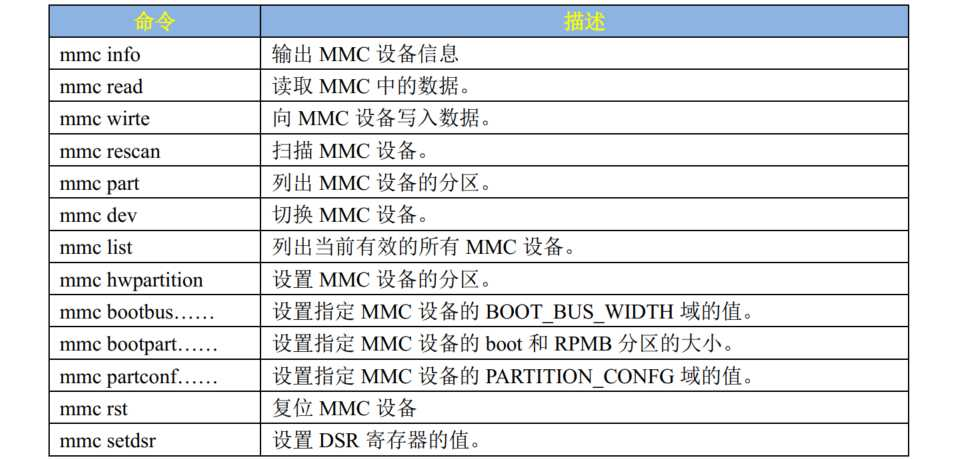 命令 描述
mmc info 输出 MMC 设备信息
mmc read 读取 MMC 中的数据。
mmc wirte 向 MMC 设备写入数据。
mmc rescan 扫描 MMC 设备。
mmc part 列出 MMC 设备的分区。
mmc dev 切换 MMC 设备。
mmc list 列出当前有效的所有 MMC 设备。
mmc hwpartition 设置 MMC 设备的分区。
mmc bootbus…… 设置指定 MMC 设备的 BOOT_BUS_WIDTH 域的值。
mmc bootpart…… 设置指定 MMC 设备的 boot 和 RPMB 分区的大小。
mmc partconf…… 设置指定 MMC 设备的 PARTITION_CONFG 域的值。
mmc rst 复位 MMC 设备
mmc setdsr 设置 DSR 寄存器的值。